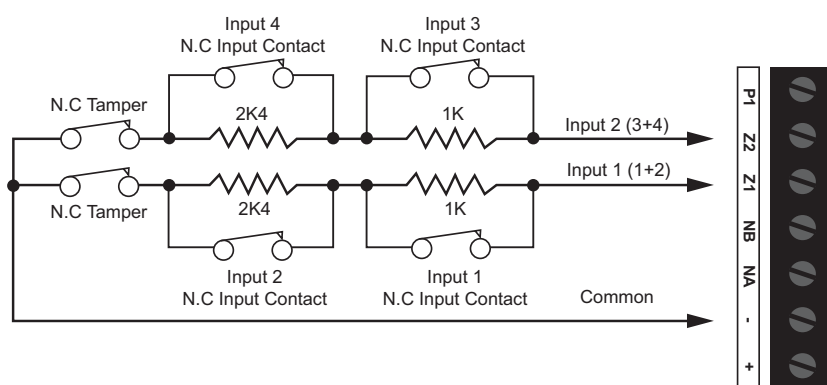 Input 4
N.C Input Contact
Input 3
N.C Input Contact
N.C Tamper
2K4
1K
Input 2 (3+4)
Input 1 (1+2)
N.C Tamper
2K4
1K
Input 2
N.C Input Contact
Input 1
N.C Input Contact
Common
P1
Z2
Z1
NB
NA
-
+